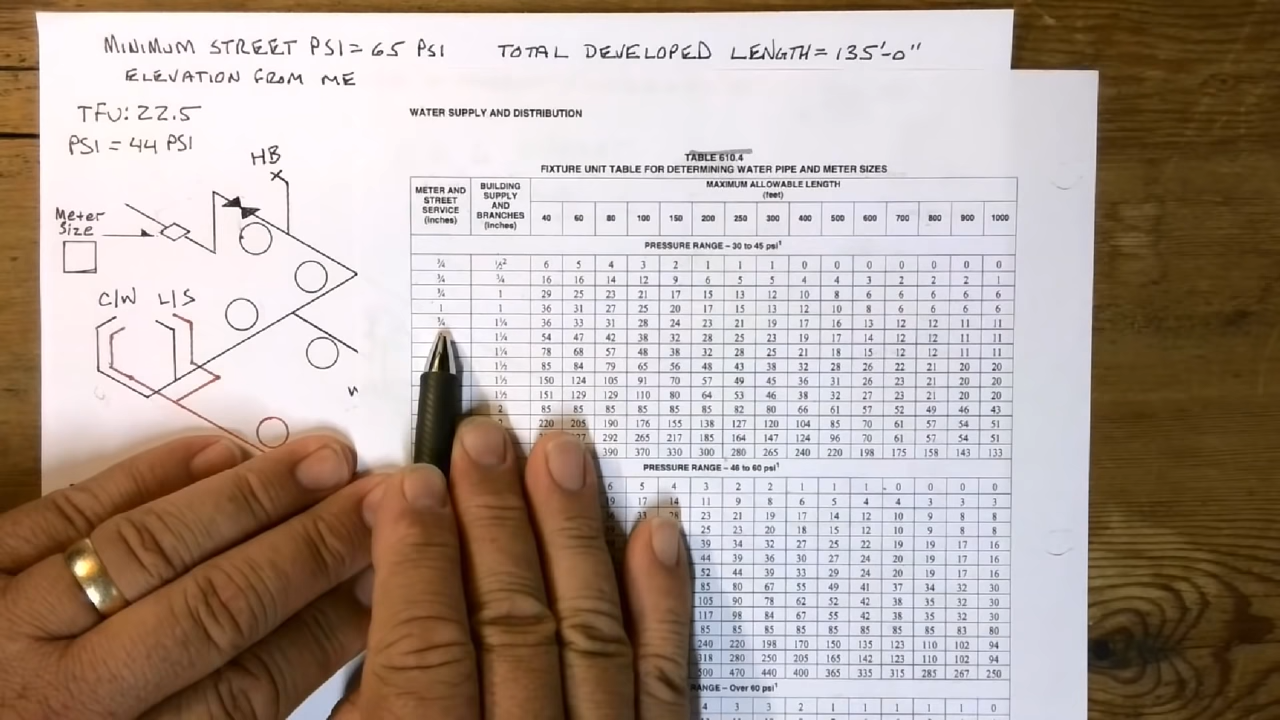 MINIMUM STREET PSI = 65 PSI TOTAL DEVELOPED LENGTH = 135'-0"
ELEVATION FROM ME
TFU: 22.5
PSI = 44 PSI
HB
Meter
Size
C/W L/S
WATER SUPPLY AND DISTRIBUTION
TABLE 610.4
FIXTURE UNIT TABLE FOR DETERMINING WATER PIPE AND METER SIZES
METER AND STREET SERVICE (inches) BUILDING SUPPLY AND BRANCHES (inches) MAXIMUM ALLOWABLE LENGTH (feet)
40 60 80 100 150 200 250 300 400 500 600 700 800 900 1000
PRESSURE RANGE – 30 to 45 psi¹
¾ ½² 6 5 4 3 2 1 1 1 0 0 0 0 0 0 0
¾ ¾ 16 16 14 12 9 6 5 5 4 4 3 2 2 2 1
¾ 1 29 25 23 21 17 15 13 12 10 8 6 6 6 6 6
1 1 36 31 27 25 20 17 15 13 12 10 8 6 6 6 6
¾ 1¼ 36 33 31 28 24 23 21 19 17 16 13 12 12 11 11
1¼ 54 47 42 38 32 28 25 23 19 17 14 12 12 11 11
1¼ 78 68 57 48 38 32 28 25 21 18 15 12 12 11 11
1½ 85 84 79 65 56 48 43 38 32 28 26 22 21 20 20
1½ 150 124 105 91 70 57 49 45 36 31 26 23 21 20 20
1½ 151 129 129 110 80 64 53 46 38 32 27 23 21 20 20
2 85 85 85 85 85 85 82 80 66 61 57 52 49 46 43
2 220 205 190 176 155 138 127 120 104 85 70 61 57 54 51
292 265 217 185 164 147 124 96 70 61 57 54 51
390 370 330 300 280 265 240 220 198 175 158 143 133
PRESSURE RANGE – 46 to 60 psi¹
6 5 4 3 2 2 1 1 1 0 0 0 0
19 17 14 11 9 8 6 5 4 4 3 3 3
33 28 23 21 19 17 14 12 10 9 8 8
25 23 20 18 15 12 10 9 8 8
39 34 32 27 25 22 19 19 17 16
44 39 36 30 27 24 20 19 17 16
52 44 39 33 29 24 20 19 17 16
85 80 67 55 49 41 37 34 32 30
105 90 78 62 52 42 38 35 32 30
117 98 84 67 55 42 38 35 32 30
85 85 85 85 85 85 85 85 83 80
240 220 198 170 150 135 123 110 102 94
318 280 250 205 165 142 123 110 102 94
500 470 440 400 365 335 315 285 267 250
RANGE – Over 60 psi¹
4 3 3 2 1 1 1 1 1 0